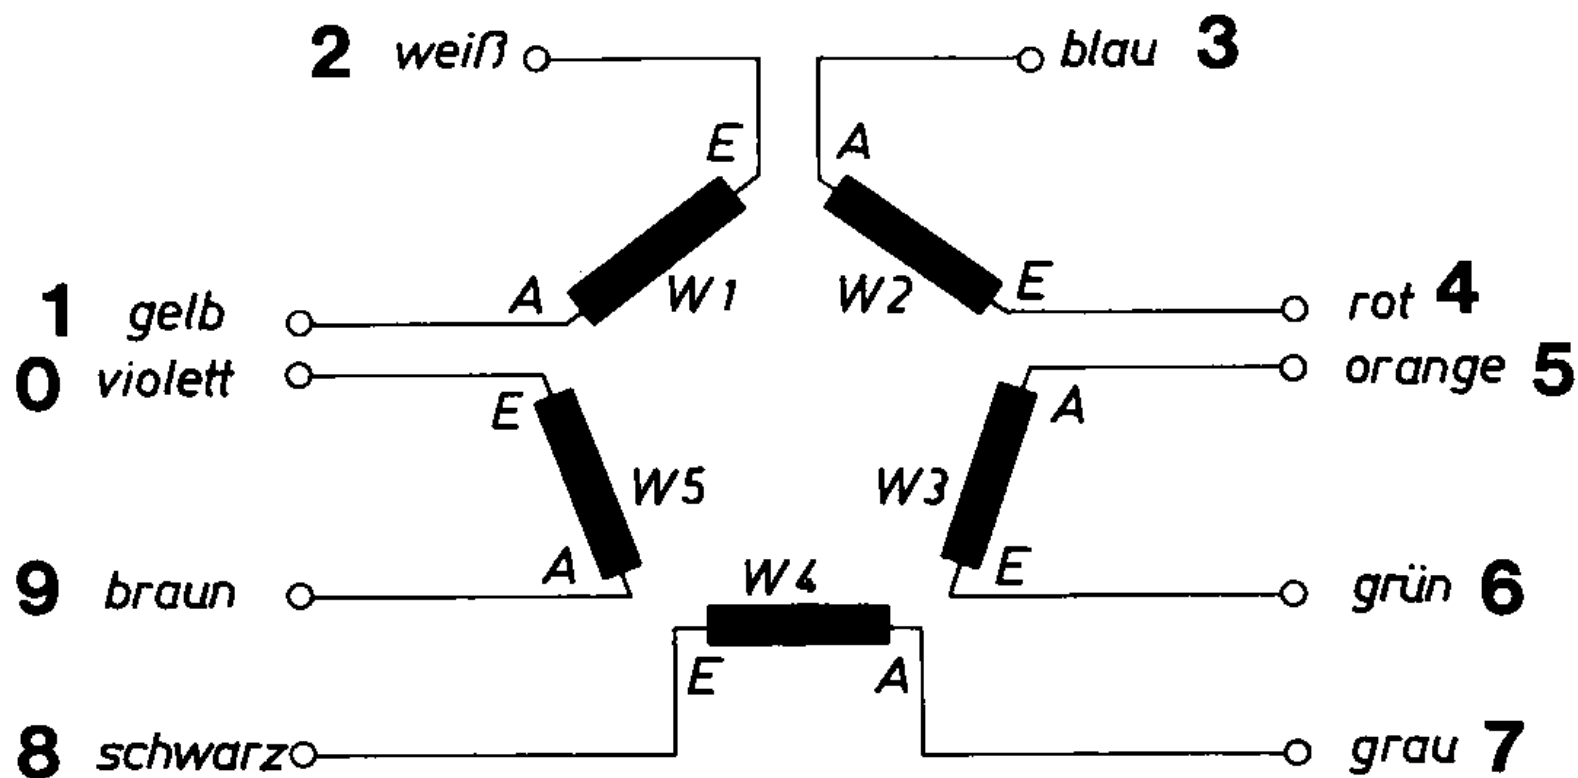 2 weiß blau 3
E A
A W1 W2 E
1 gelb rot 4
0 violett orange 5
E A
W5 W3
A E
9 braun W4 grün 6
E A
8 schwarz grau 7